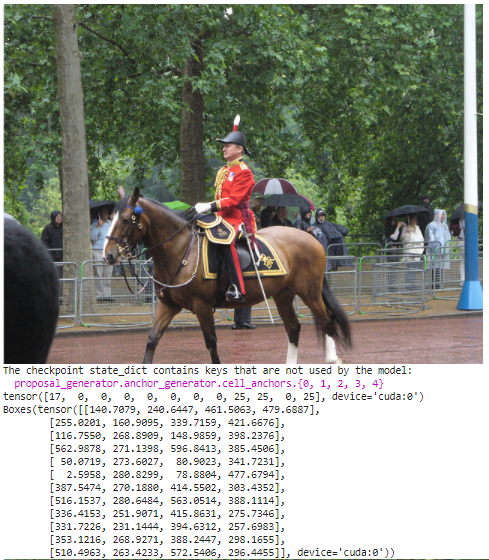 The checkpoint state_dict contains keys that are not used by the model:
proposal_generator.anchor_generator.cell_anchors.{0, 1, 2, 3, 4}
tensor([17, 0, 0, 0, 0, 0, 0, 0, 25, 25, 0, 25], device='cuda:0')
Boxes(tensor([[140.7079, 240.6447, 461.5063, 479.6887],
[255.0201, 160.9095, 339.7159, 421.6676],
[116.7550, 268.8909, 148.9859, 398.2376],
[562.9878, 271.1398, 596.8413, 385.4506],
[ 50.0719, 273.6027, 80.9023, 341.7231],
[ 2.5958, 280.8299, 78.8804, 477.6794],
[387.5474, 270.1880, 414.5502, 303.4352],
[516.1537, 280.6484, 563.0514, 388.1114],
[336.4153, 251.9071, 415.8631, 275.7346],
[331.7226, 231.1444, 394.6312, 257.6983],
[353.1216, 268.9271, 388.2447, 298.1655],
[510.4963, 263.4233, 572.5406, 296.4455]], device='cuda:0'))